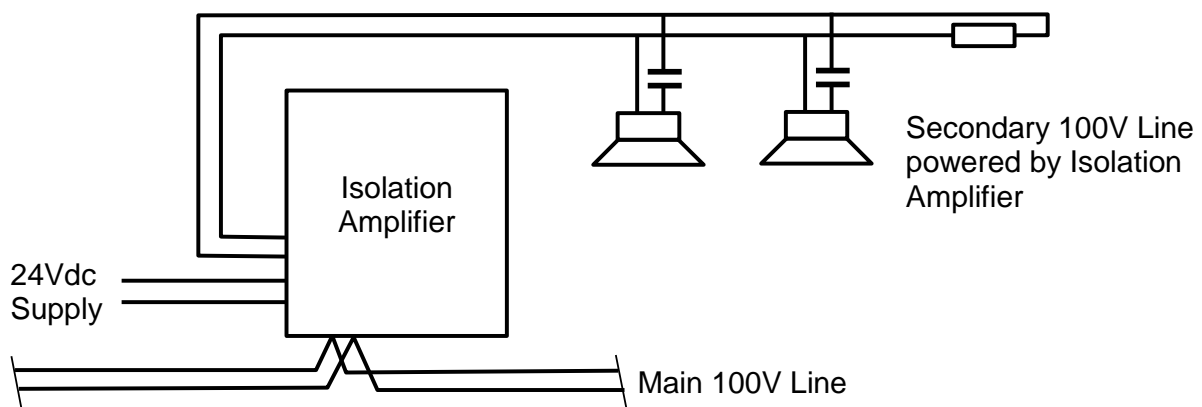 Secondary 100V Line
powered by Isolation
Amplifier
Isolation
Amplifier
24Vdc
Supply
Main 100V Line